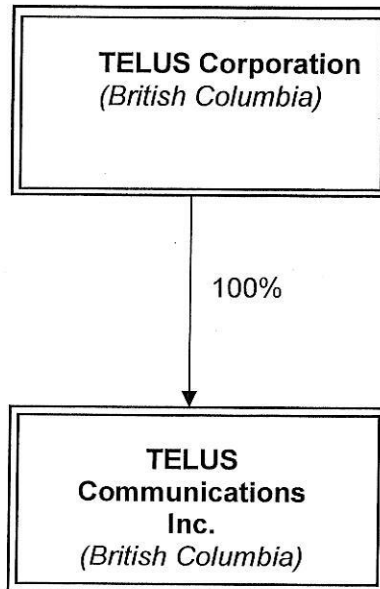 TELUS Corporation
(British Columbia)
100%
TELUS
Communications
Inc.
(British Columbia)